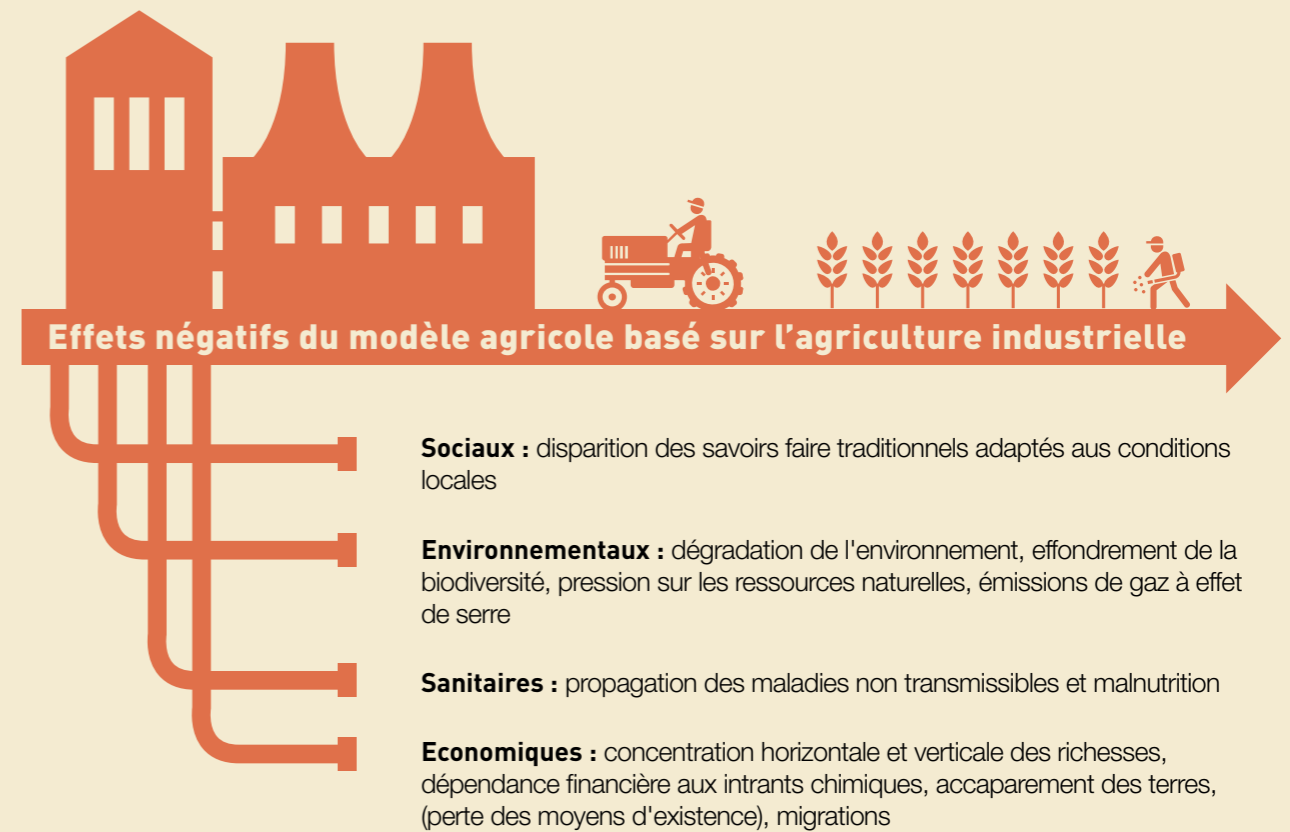 Effets négatifs du modèle agricole basé sur l’agriculture industrielle
Sociaux : disparition des savoirs faire traditionnels adaptés aus conditions
locales
Environnementaux : dégradation de l'environnement, effondrement de la
biodiversité, pression sur les ressources naturelles, émissions de gaz à effet
de serre
Sanitaires : propagation des maladies non transmissibles et malnutrition
Economiques : concentration horizontale et verticale des richesses,
dépendance financière aux intrants chimiques, accaparement des terres,
(perte des moyens d'existence), migrations